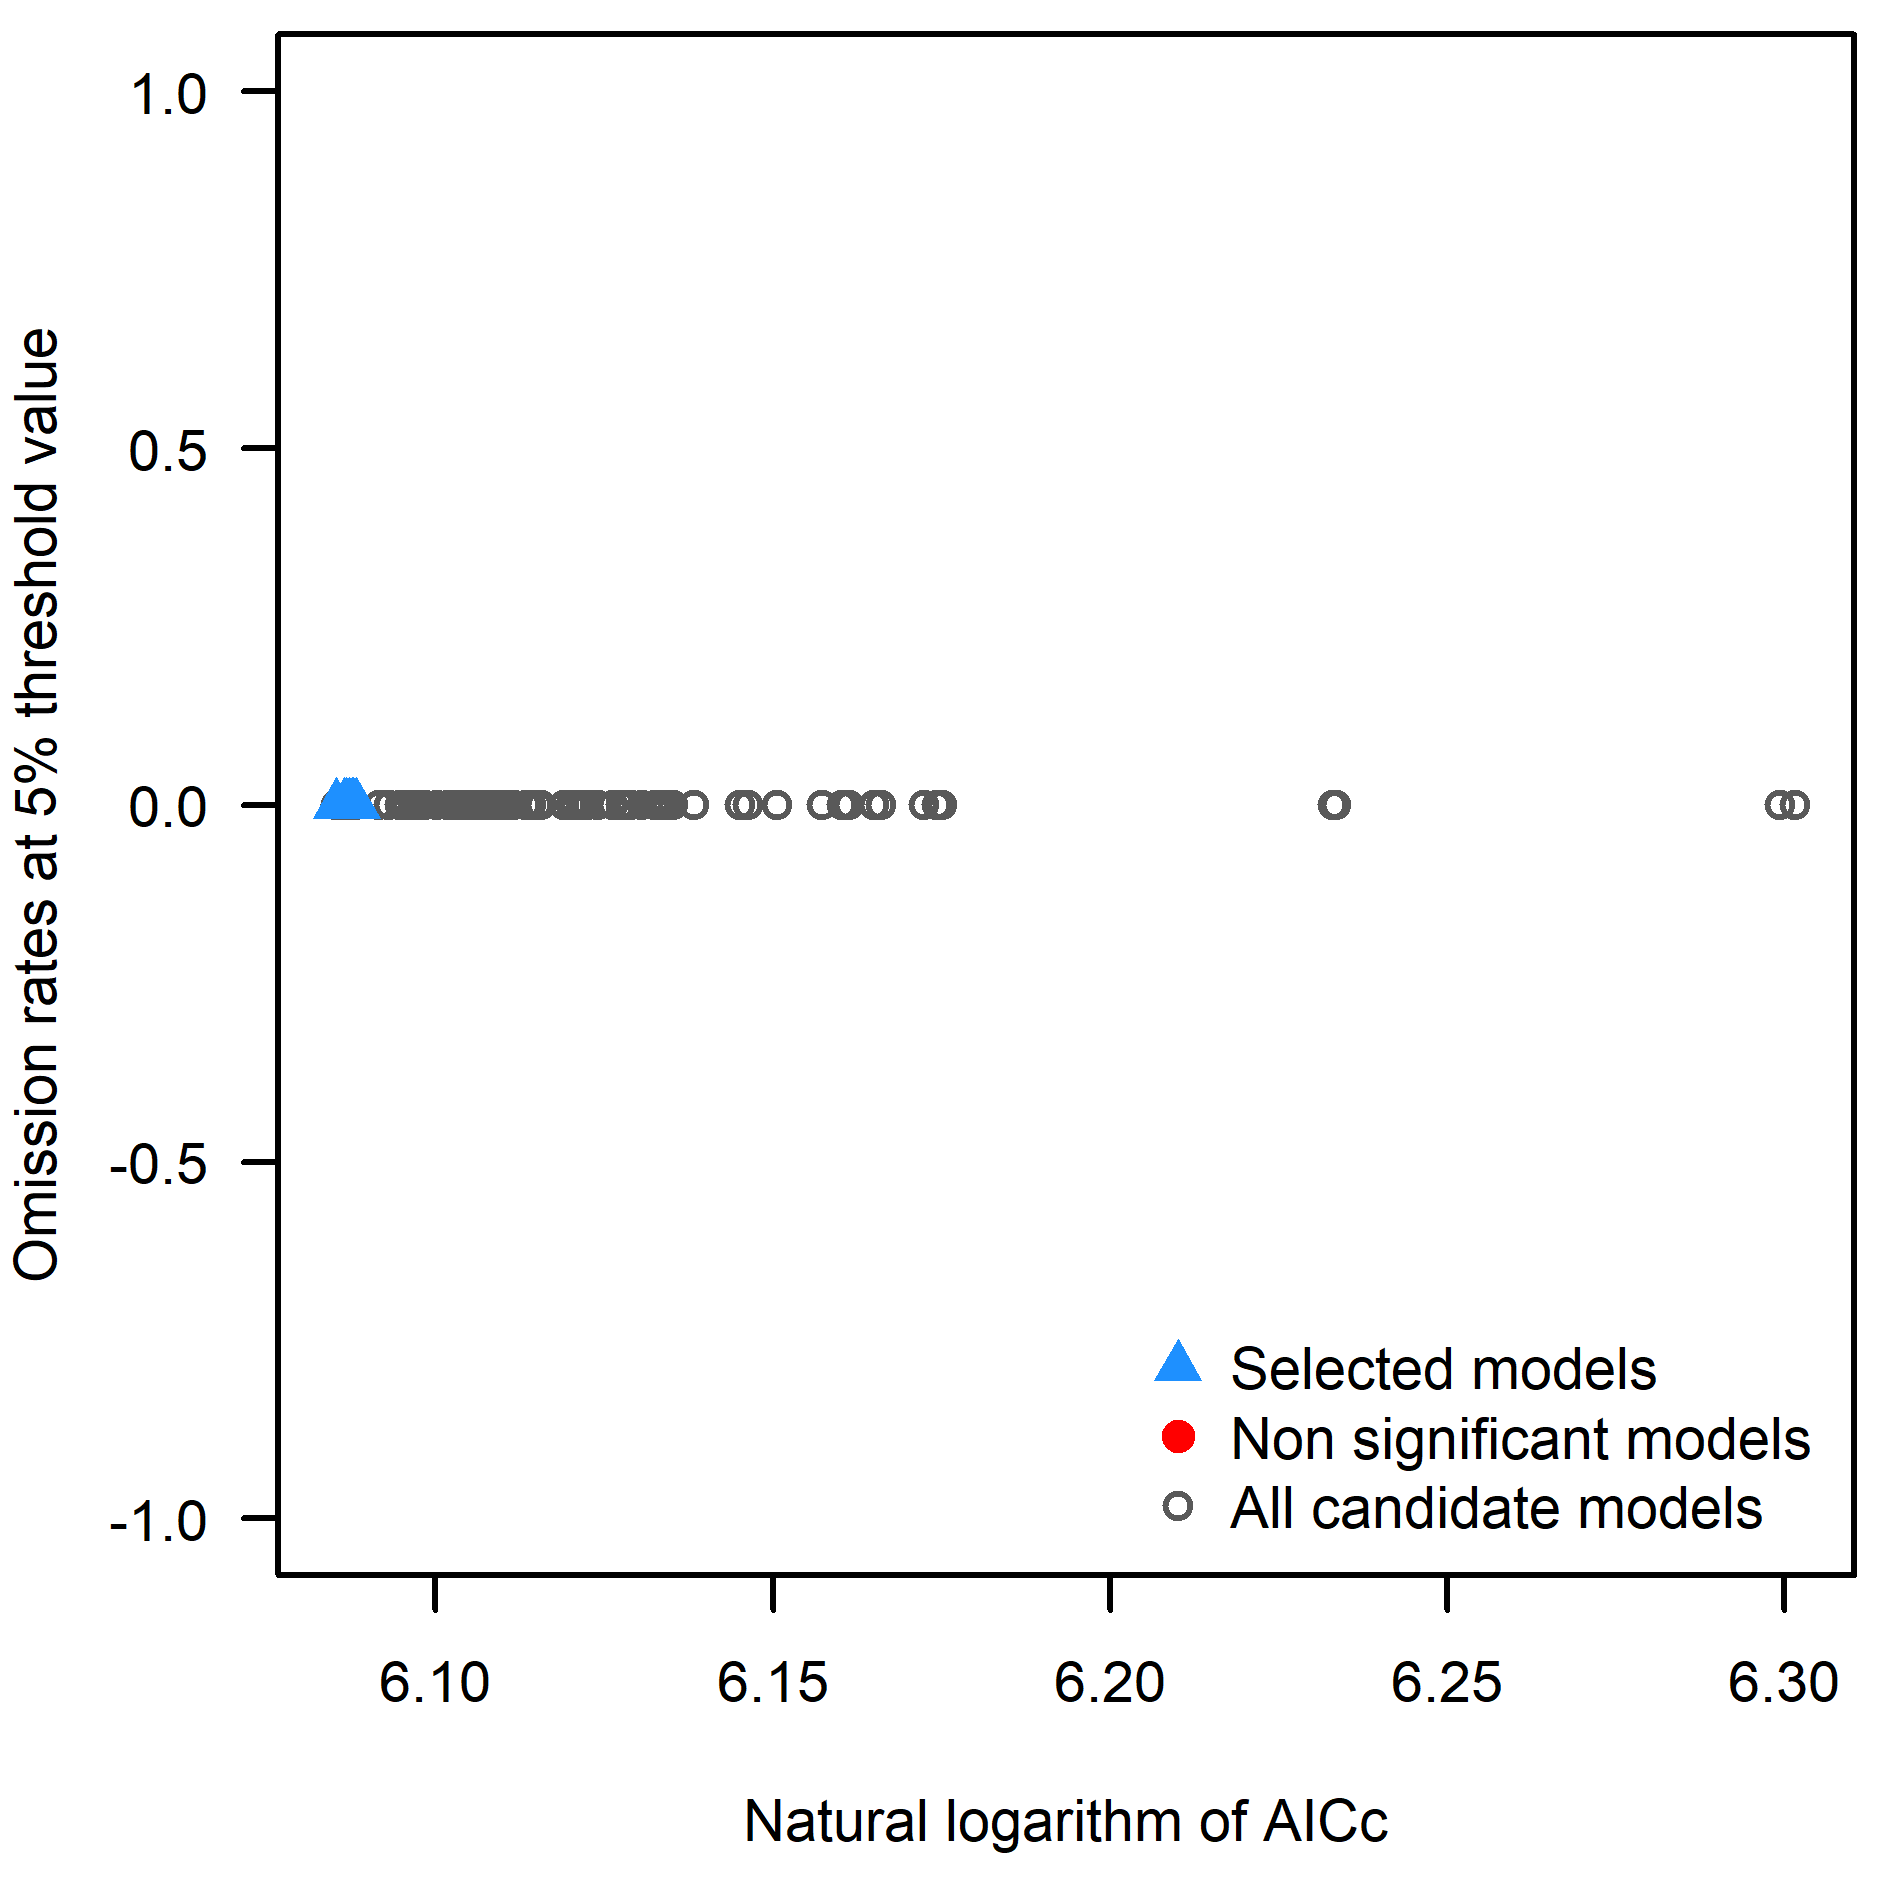 Omission rates at 5% threshold value
1.0
0.5
0.0
-0.5
-1.0
Selected models
Non significant models
All candidate models
6.10 6.15 6.20 6.25 6.30
Natural logarithm of AICc